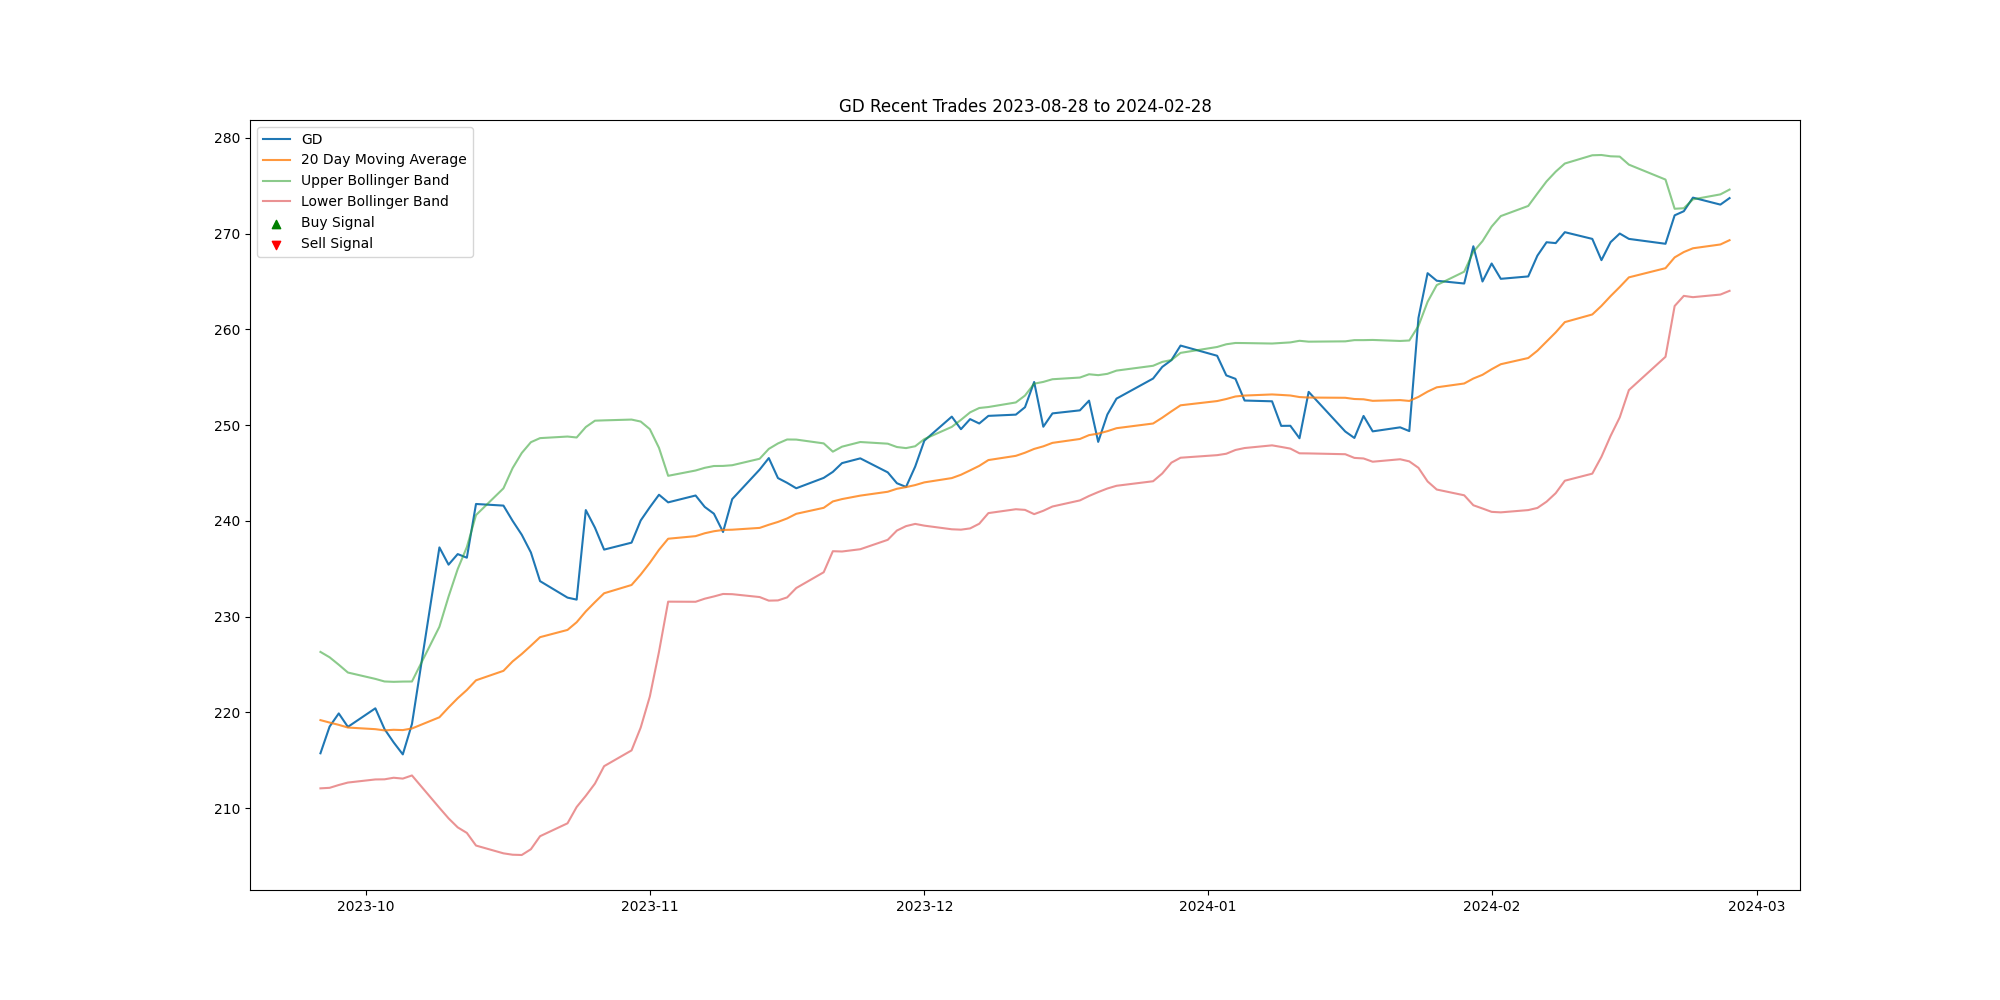 GD Recent Trades 2023-08-28 to 2024-02-28
GD
20 Day Moving Average
Upper Bollinger Band
Lower Bollinger Band
Buy Signal
Sell Signal
280
270
260
250
240
230
220
210
2023-10
2023-11
2023-12
2024-01
2024-02
2024-03